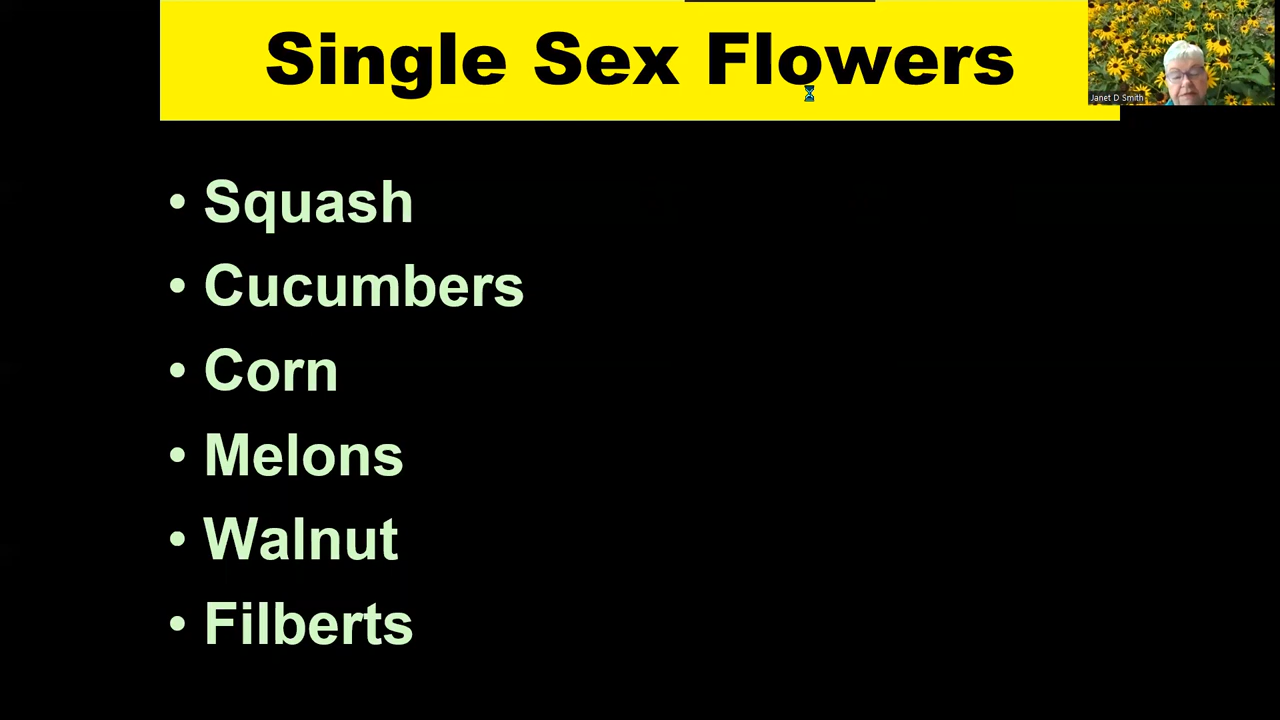 Single Sex Flowers
Janet D Smith
• Squash
• Cucumbers
• Corn
• Melons
• Walnut
• Filberts